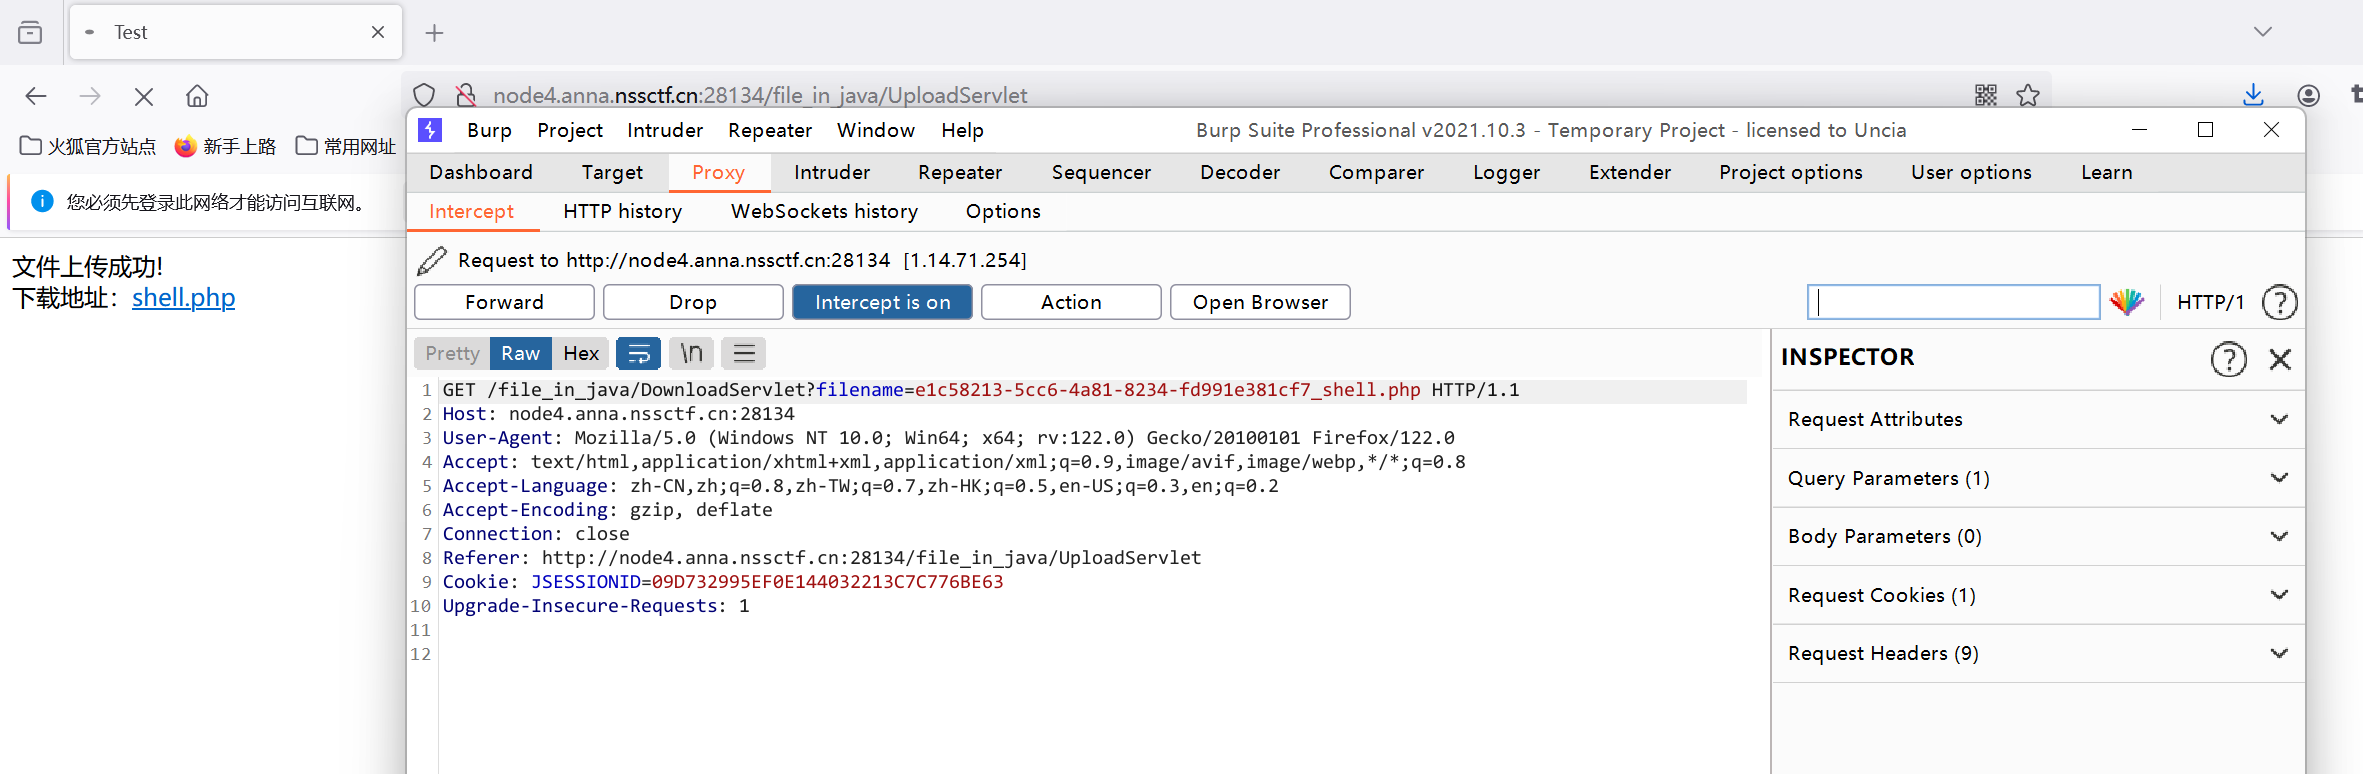 Test
node4.anna.nssctf.cn:28134/file_in_java/UploadServlet
火狐官方站点 新手上路 常用网址
您必须先登录此网络才能访问互联网。
文件上传成功!
下载地址：shell.php
Burp Project Intruder Repeater Window Help Burp Suite Professional v2021.10.3 - Temporary Project - licensed to Uncia
Dashboard Target Proxy Intruder Repeater Sequencer Decoder Comparer Logger Extender Project options User options Learn
Intercept HTTP history WebSockets history Options
Request to http://node4.anna.nssctf.cn:28134 [1.14.71.254]
Forward Drop Intercept is on Action Open Browser HTTP/1 ?
Pretty Raw Hex \n
1 GET /file_in_java/DownloadServlet?filename=e1c58213-5cc6-4a81-8234-fd991e381cf7_shell.php HTTP/1.1
2 Host: node4.anna.nssctf.cn:28134
3 User-Agent: Mozilla/5.0 (Windows NT 10.0; Win64; x64; rv:122.0) Gecko/20100101 Firefox/122.0
4 Accept: text/html,application/xhtml+xml,application/xml;q=0.9,image/avif,image/webp,*/*;q=0.8
5 Accept-Language: zh-CN,zh;q=0.8,zh-TW;q=0.7,zh-HK;q=0.5,en-US;q=0.3,en;q=0.2
6 Accept-Encoding: gzip, deflate
7 Connection: close
8 Referer: http://node4.anna.nssctf.cn:28134/file_in_java/UploadServlet
9 Cookie: JSESSIONID=09D732995EF0E144032213C7C776BE63
10 Upgrade-Insecure-Requests: 1
11
12
INSPECTOR ?
Request Attributes
Query Parameters (1)
Body Parameters (0)
Request Cookies (1)
Request Headers (9)